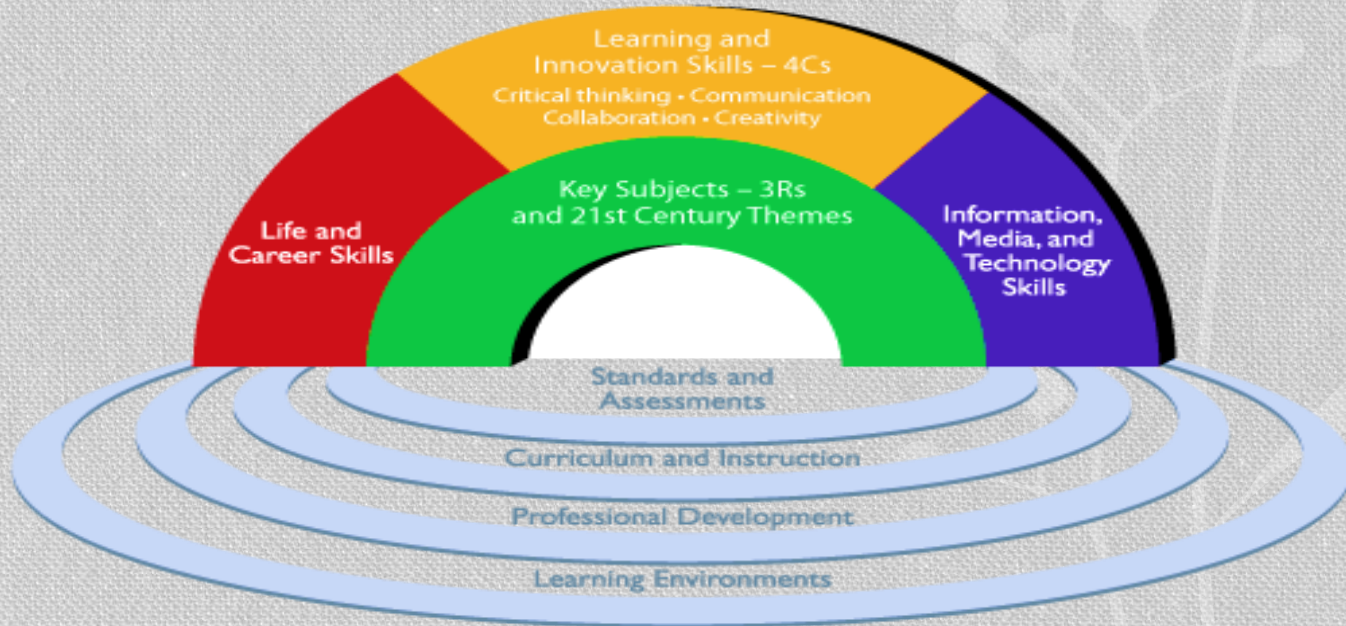 Learning and
Innovation Skills – 4Cs
Critical thinking • Communication
Collaboration • Creativity
Key Subjects – 3Rs
and 21st Century Themes
Life and
Career Skills
Information,
Media, and
Technology
Skills
Standards and
Assessments
Curriculum and Instruction
Professional Development
Learning Environments